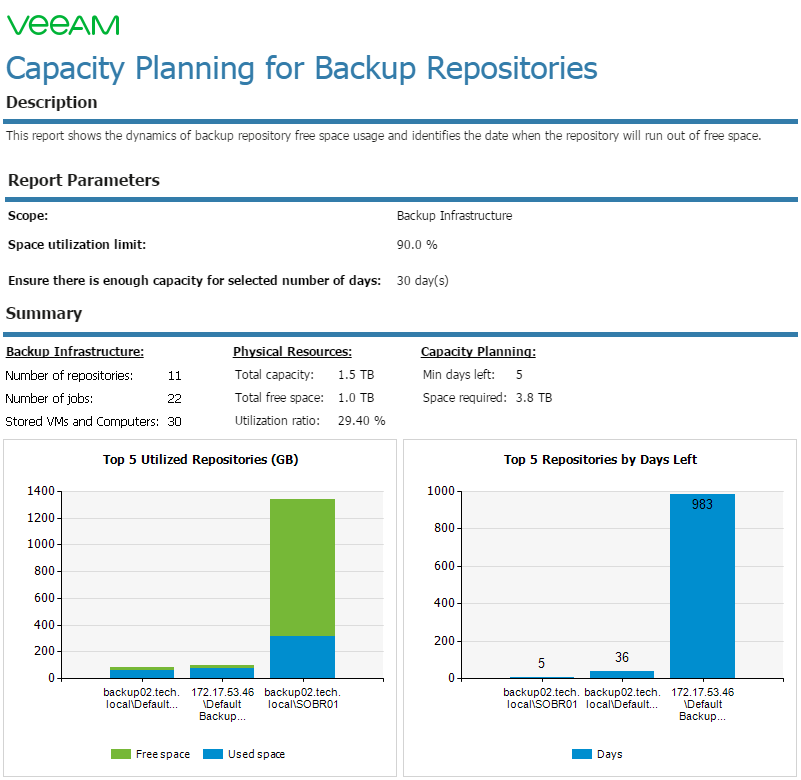 veeam
Capacity Planning for Backup Repositories
Description
This report shows the dynamics of backup repository free space usage and identifies the date when the repository will run out of free space.
Report Parameters
Scope: Backup Infrastructure
Space utilization limit: 90.0 %
Ensure there is enough capacity for selected number of days: 30 day(s)
Summary
Backup Infrastructure: Physical Resources: Capacity Planning:
Number of repositories: 11 Total capacity: 1.5 TB Min days left: 5
Number of jobs: 22 Total free space: 1.0 TB Space required: 3.8 TB
Stored VMs and Computers: 30 Utilization ratio: 29.40 %
Top 5 Utilized Repositories (GB)
1400
1200
1000
800
600
400
200
0
backup02.tech.
local\Default...
172.17.53.46
\Default
Backup...
backup02.tech.
local\SOBR01
Free space Used space
Top 5 Repositories by Days Left
1000
800
600
400
200
0
5
36
983
backup02.tech.
local\SOBR01
backup02.tech.
local\Default...
172.17.53.46
\Default
Backup...
Days